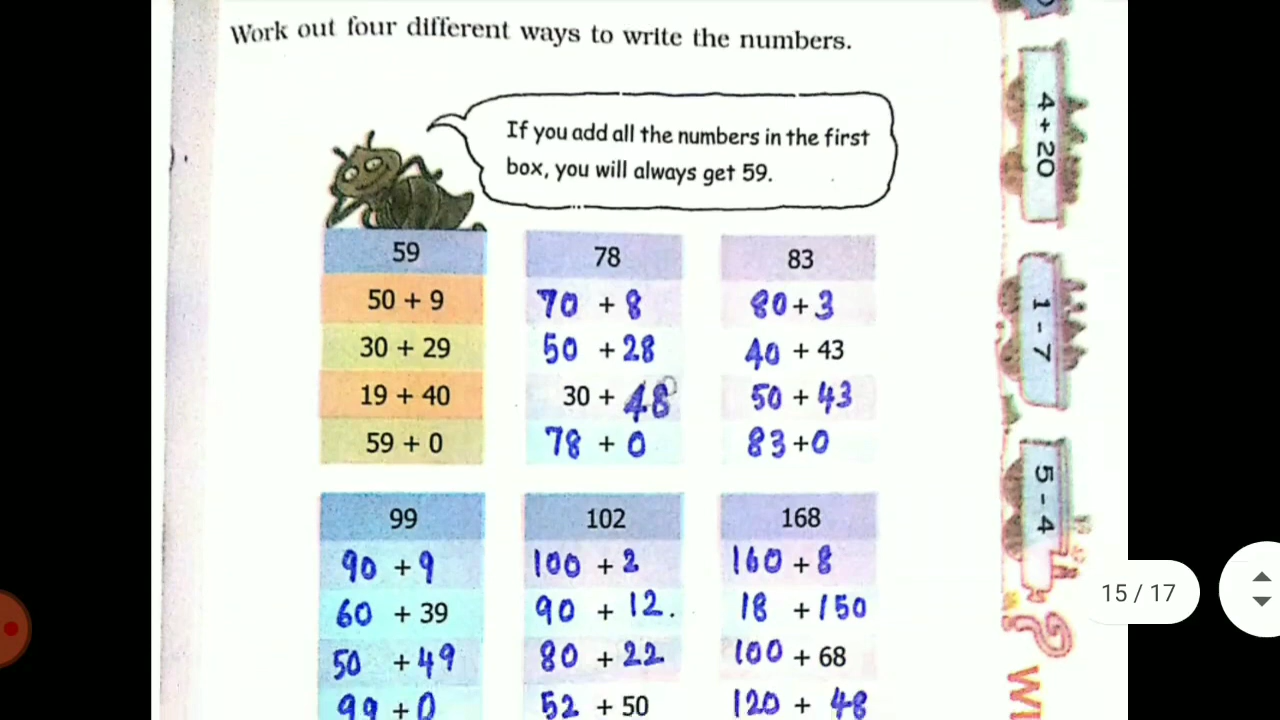 Work out four different ways to write the numbers.
If you add all the numbers in the first
box, you will always get 59.
59
50 + 9
30 + 29
19 + 40
59 + 0
78
70 + 8
50 + 28
30 + 48
78 + 0
83
80 + 3
40 + 43
50 + 43
83 + 0
99
90 + 9
60 + 39
50 + 49
99 + 0
102
100 + 2
90 + 12.
80 + 22
52 + 50
168
160 + 8
18 + 150
100 + 68
120 + 48
4 + 20
1 - 7
5 - 4
?
15 / 17